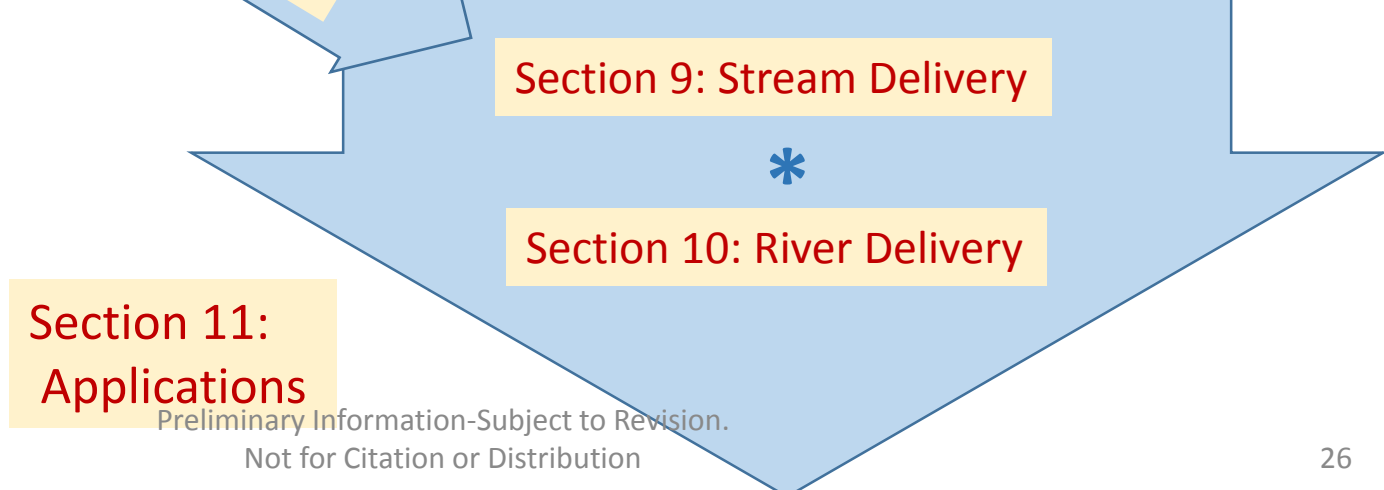 Section 9: Stream Delivery
*
Section 10: River Delivery
Section 11:
Applications
Preliminary Information-Subject to Revision.
Not for Citation or Distribution
26